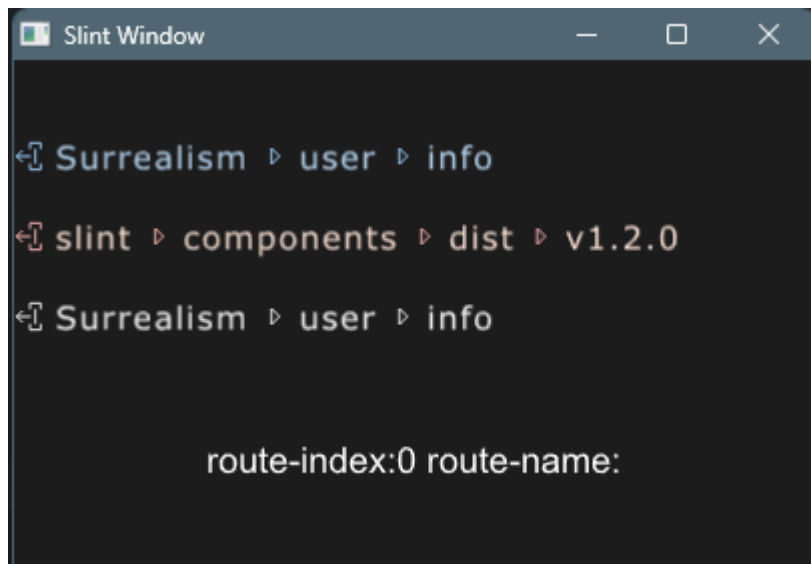 Slint Window
Surrealism ▷ user ▷ info
slint ▷ components ▷ dist ▷ v1.2.0
Surrealism ▷ user ▷ info
route-index:0 route-name: